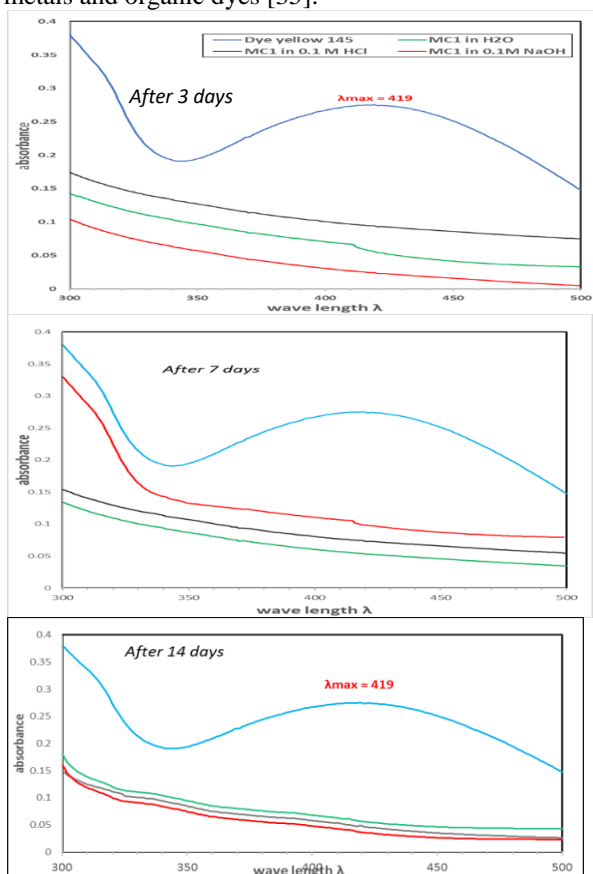 metals and organic dyes [35].
0.4
Dye yellow 145 MC1 in H2O
MC1 in 0.1 M HCl MC1 in 0.1M NaOH
0.35
After 3 days
0.3
λmax = 419
0.25
absorbance
0.2
0.15
0.1
0.05
0
300 350 400 450 500
wave length λ
0.4
0.35
After 7 days
0.3
0.25
absorbance
0.2
0.15
0.1
0.05
0
300 350 400 450 500
wave length λ
0.4
After 14 days
0.35
0.3
λmax = 419
0.25
absorbance
0.2
0.15
0.1
0.05
0
300 350 400 450 500
wave length λ